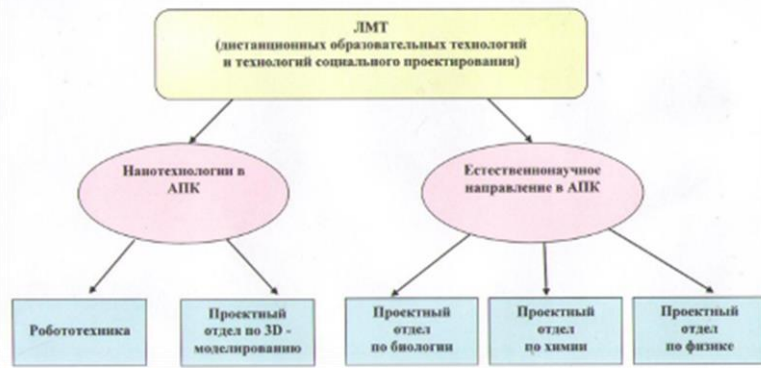 ЛМТ
(дистанционных образовательных технологий
и технологий социального проектирования)
Нанотехнологии в
АПК
Естественнонаучное
направление в АПК
Робототехника
Проектный
отдел по 3D -
моделированию
Проектный
отдел
по биологии
Проектный
отдел
по химии
Проектный
отдел
по физике